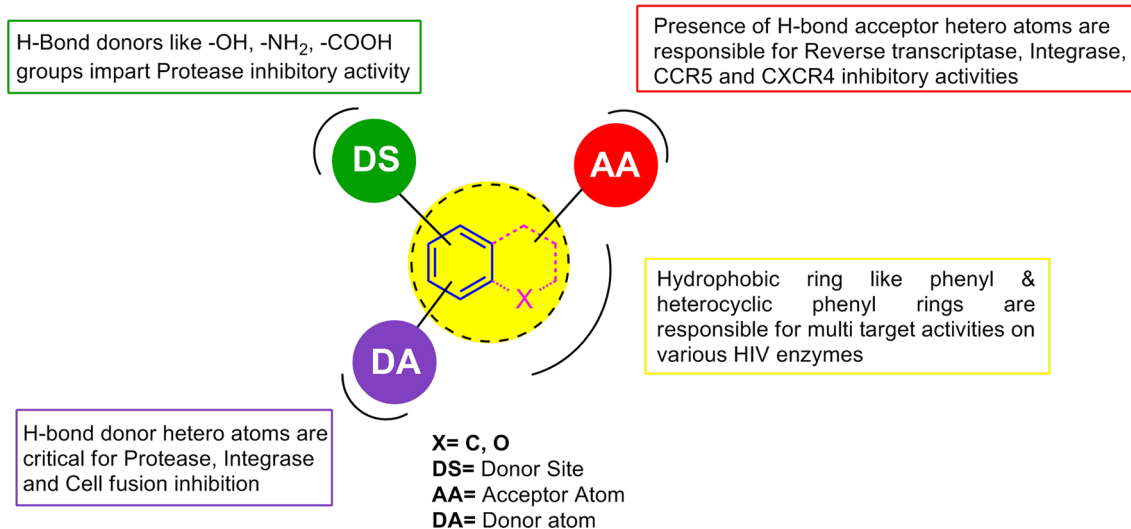 H-Bond donors like -OH, -NH₂, -COOH
groups impart Protease inhibitory activity
Presence of H-bond acceptor hetero atoms are
responsible for Reverse transcriptase, Integrase,
CCR5 and CXCR4 inhibitory activities
DS
AA
X
DA
Hydrophobic ring like phenyl &
heterocyclic phenyl rings are
responsible for multi target activities on
various HIV enzymes
H-bond donor hetero atoms are
critical for Protease, Integrase
and Cell fusion inhibition
X= C, O
DS= Donor Site
AA= Acceptor Atom
DA= Donor atom